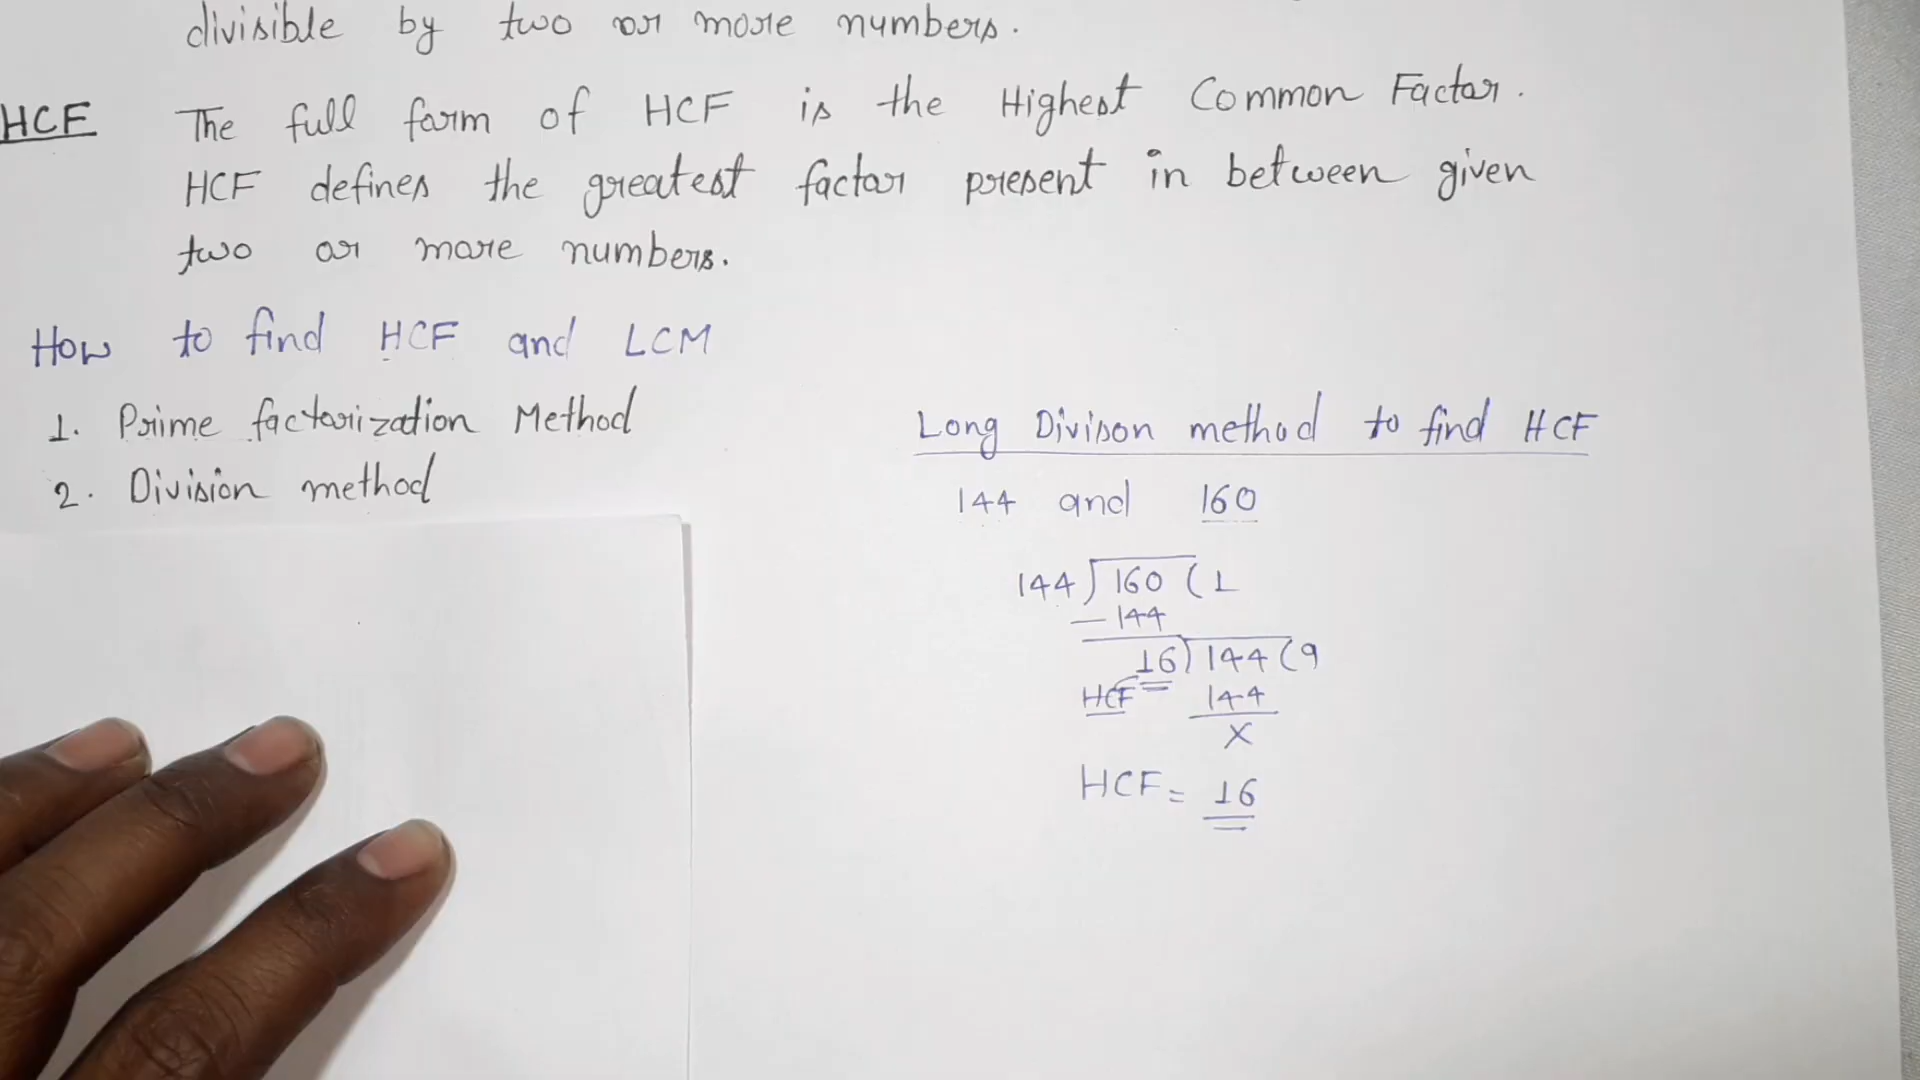 divisible by two or more numbers.
HCF The full form of HCF is the Highest Common Factor.
HCF defines the greatest factor present in between given
two or more numbers.
How to find HCF and LCM
1. Prime factorization Method
2. Division method
Long Divison method to find HCF
144 and 160
144) 160 (1
- 144
16) 144 (9
HCF 144
X
HCF = 16